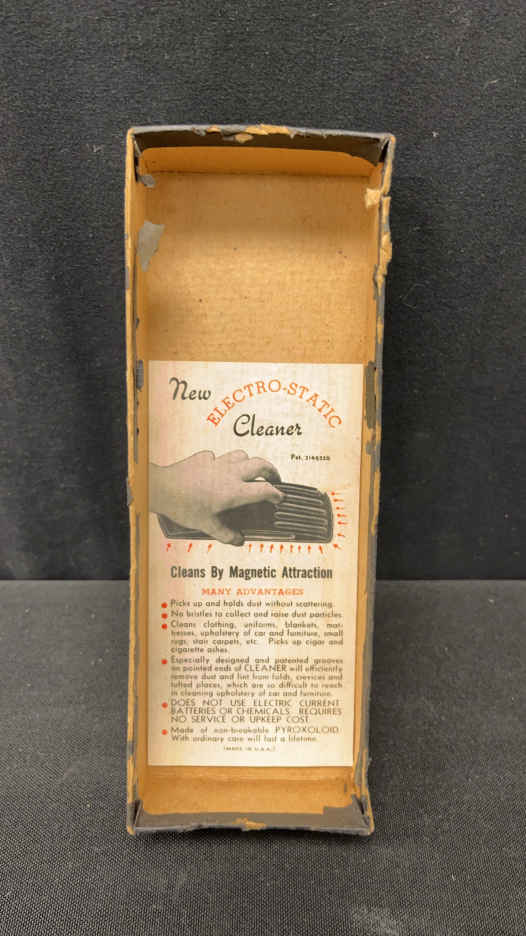 New
ELECTRO-STATIC
Cleaner
Cleans By Magnetic Attraction
MANY ADVANTAGES
Picks up and holds dust without scattering.
No bristles to collect and raise dust particles.
Cleans clothing, uniforms, blankets, mat-
tresses, upholstery of car and furniture, small
rugs, stair carpets, etc. Picks up cigar and
cigarette ashes.
Especially designed and patented grooves
on pointed ends of CLEANER will efficiently
remove dust and lint from folds, crevices and
tufted places, which are so difficult to reach
in cleaning upholstery of car and furniture.
DOES NOT USE ELECTRIC CURRENT
BATTERIES OR CHEMICALS. REQUIRES
NO SERVICE OR UPKEEP COST.
Made of non-breakable PYROXOLOID.
With ordinary care will last a lifetime.
(MADE IN U.S.A.)